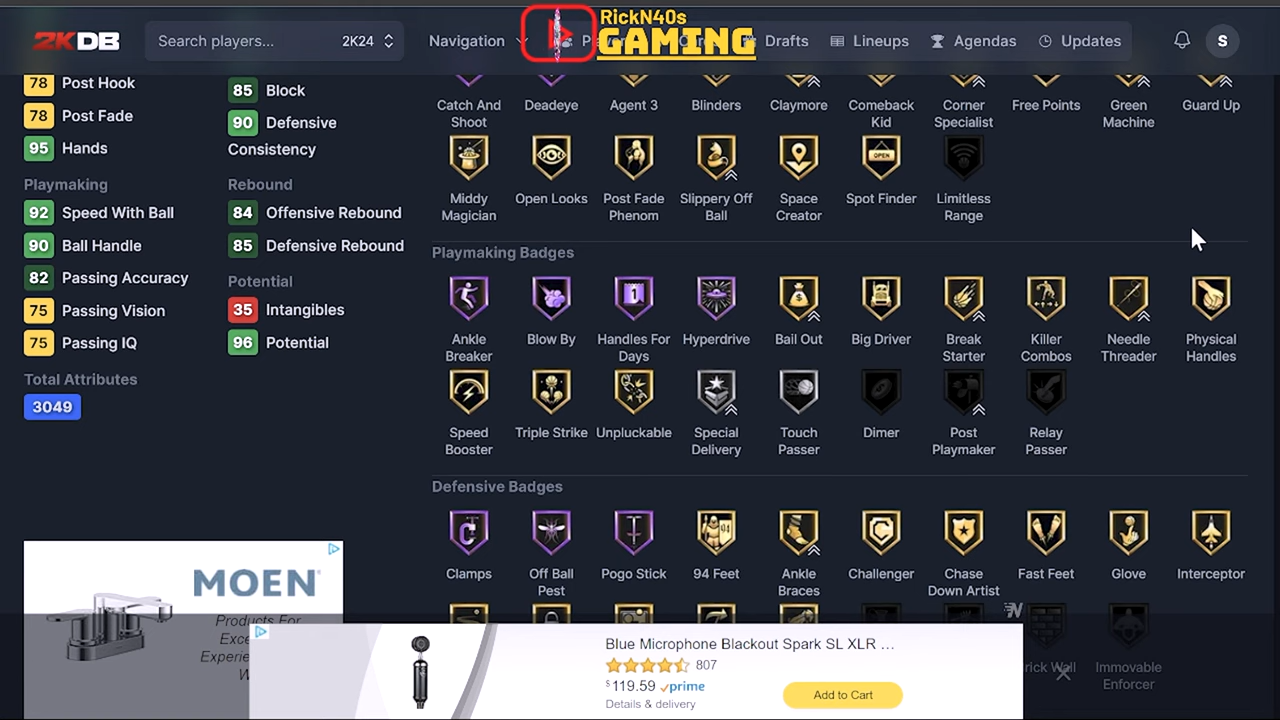 RickN40s
GAMING
2KDB
Search players...
2K24
Navigation
Drafts
Lineups
Agendas
Updates
S
78 Post Hook
78 Post Fade
95 Hands
Playmaking
92 Speed With Ball
90 Ball Handle
82 Passing Accuracy
75 Passing Vision
75 Passing IQ
Total Attributes
3049
85 Block
90 Defensive
Consistency
Rebound
84 Offensive Rebound
85 Defensive Rebound
Potential
35 Intangibles
96 Potential
Catch And
Shoot
Deadeye
Agent 3
Blinders
Claymore
Comeback
Kid
Corner
Specialist
Free Points
Green
Machine
Guard Up
Middy
Magician
Open Looks
Post Fade
Phenom
Slippery Off
Ball
Space
Creator
OPEN
Spot Finder
Limitless
Range
Playmaking Badges
Ankle
Breaker
Blow By
1
Handles For
Days
Hyperdrive
Bail Out
Big Driver
Break
Starter
Killer
Combos
Needle
Threader
Physical
Handles
Speed
Booster
Triple Strike
Unpluckable
Special
Delivery
Touch
Passer
Dimer
Post
Playmaker
Relay
Passer
Defensive Badges
Clamps
Off Ball
Pest
Pogo Stick
94
94 Feet
Ankle
Braces
Challenger
Chase
Down Artist
Fast Feet
Glove
Interceptor
rick Wall
Immovable
Enforcer
MOEN
Products For
Exce
Experie
W
Blue Microphone Blackout Spark SL XLR ...
807
$119.59 prime
Details & delivery
Add to Cart